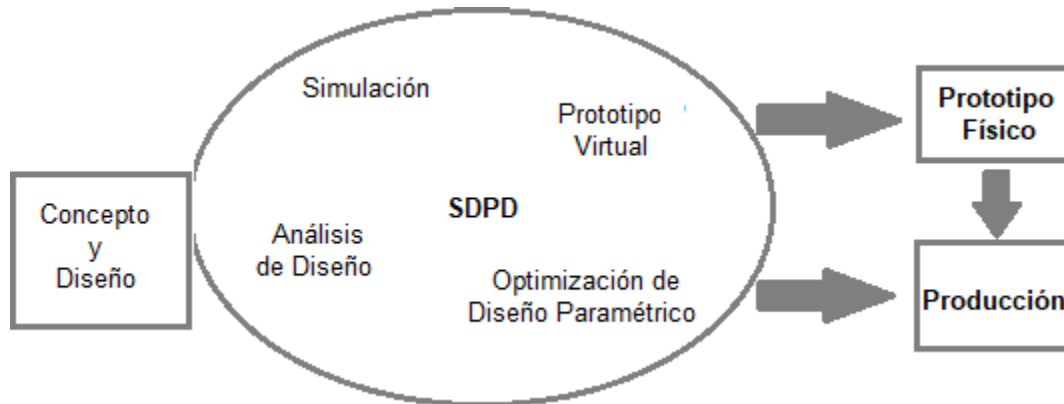 Concepto
y
Diseño
Simulación
Prototipo
Virtual
SDPD
Análisis
de Diseño
Optimización de
Diseño Paramétrico
Prototipo
Físico
Producción